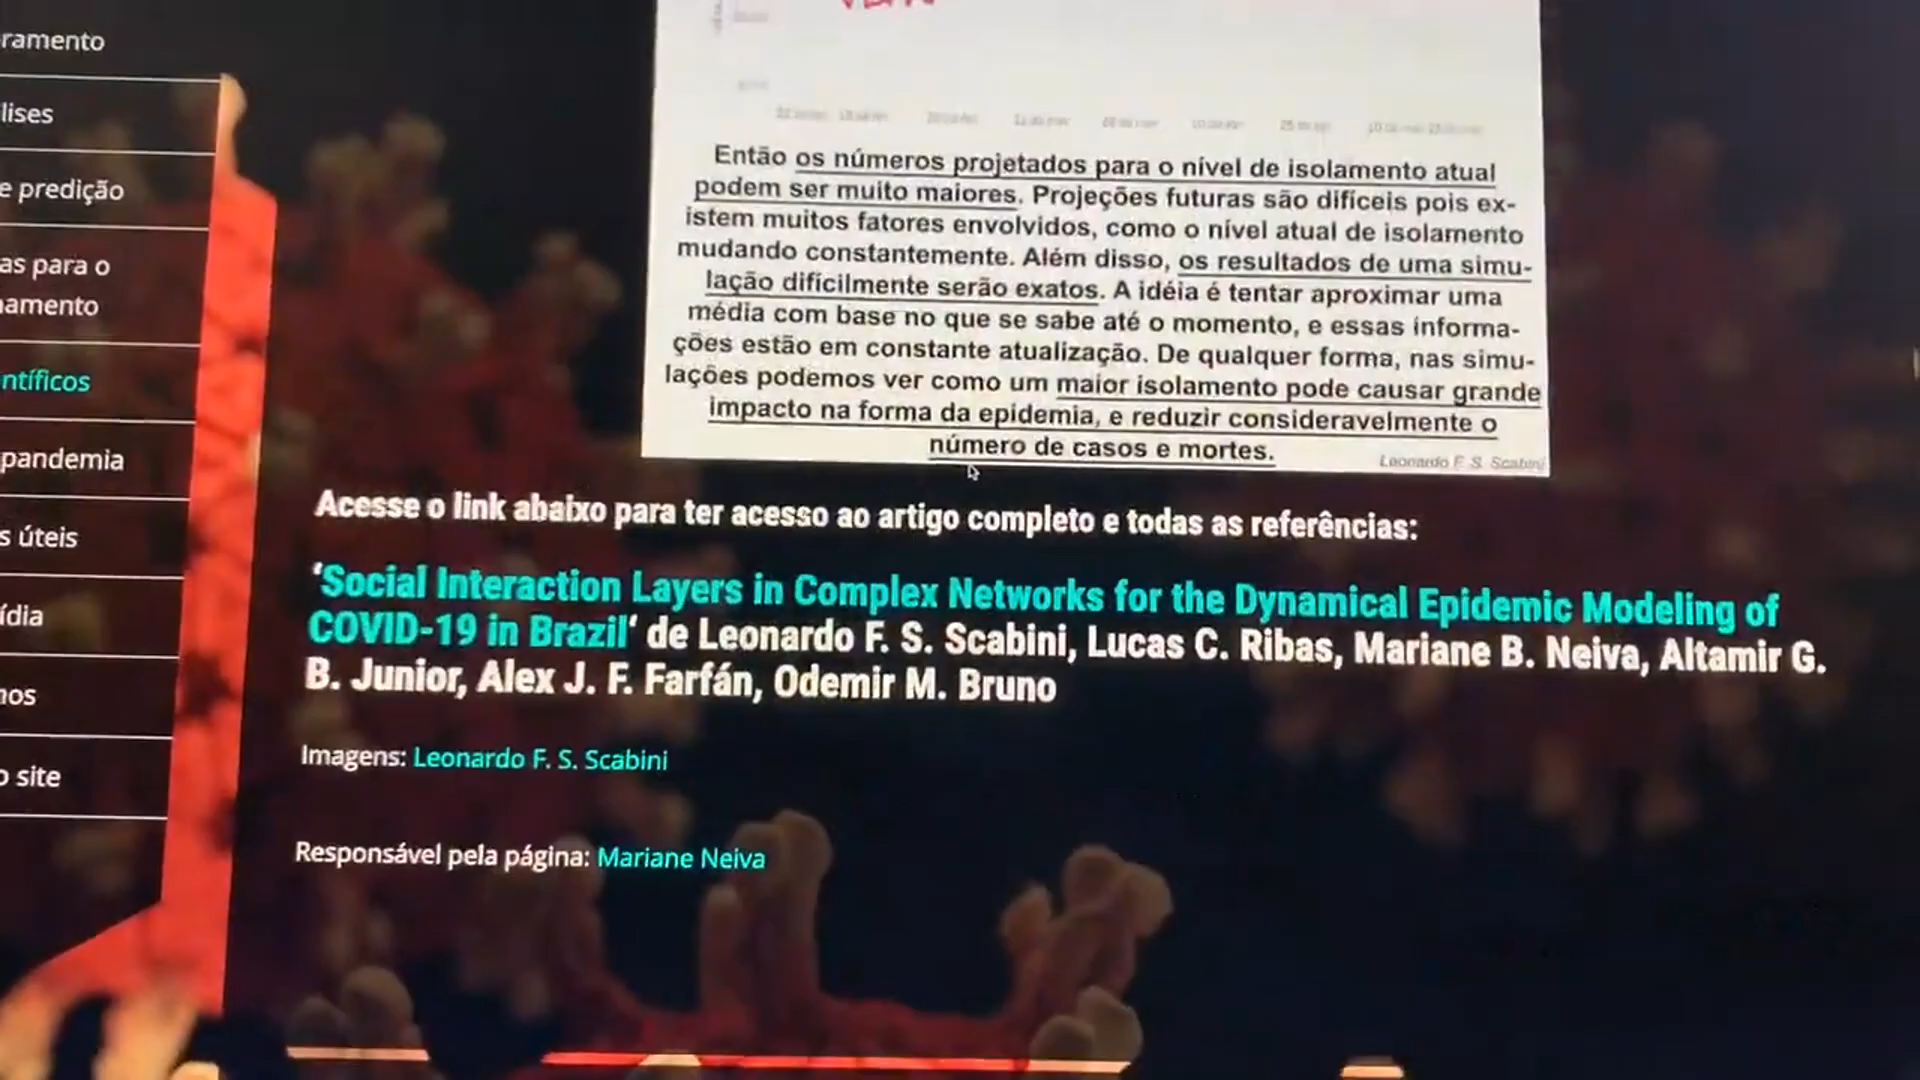 ramento
lises
e predição
as para o
amento
ntíficos
pandemia
s úteis
ídia
nos
o site
Então os números projetados para o nível de isolamento atual
podem ser muito maiores. Projeções futuras são difíceis pois ex-
istem muitos fatores envolvidos, como o nível atual de isolamento
mudando constantemente. Além disso, os resultados de uma simu-
lação dificilmente serão exatos. A idéia é tentar aproximar uma
média com base no que se sabe até o momento, e essas informa-
ções estão em constante atualização. De qualquer forma, nas simu-
lações podemos ver como um maior isolamento pode causar grande
impacto na forma da epidemia, e reduzir consideravelmente o
número de casos e mortes.
Leonardo F. S. Scabini
Acesse o link abaixo para ter acesso ao artigo completo e todas as referências:
‘Social Interaction Layers in Complex Networks for the Dynamical Epidemic Modeling of
COVID-19 in Brazil‘ de Leonardo F. S. Scabini, Lucas C. Ribas, Mariane B. Neiva, Altamir G.
B. Junior, Alex J. F. Farfán, Odemir M. Bruno
Imagens: Leonardo F. S. Scabini
Responsável pela página: Mariane Neiva